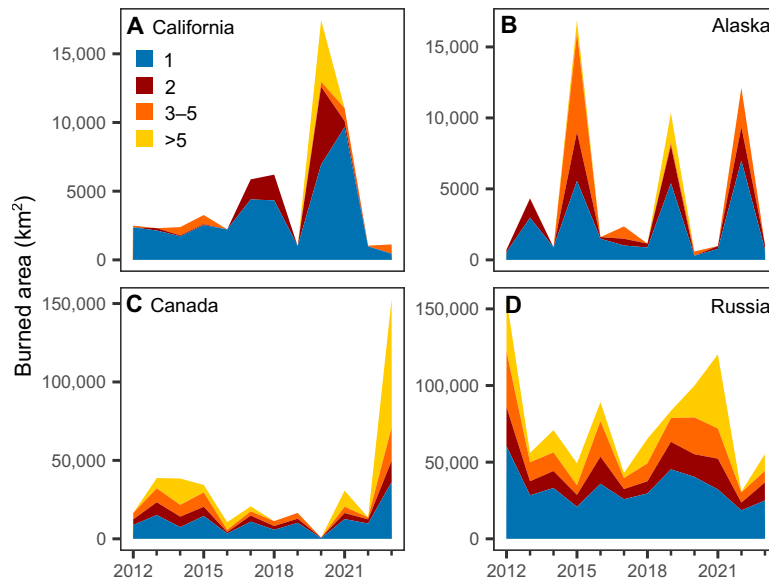 Burned area (km²)
A California
1
2
3–5
>5
15,000
10,000
5000
0
B Alaska
15,000
10,000
5000
0
C Canada
150,000
100,000
50,000
0
2012 2015 2018 2021
D Russia
150,000
100,000
50,000
0
2012 2015 2018 2021